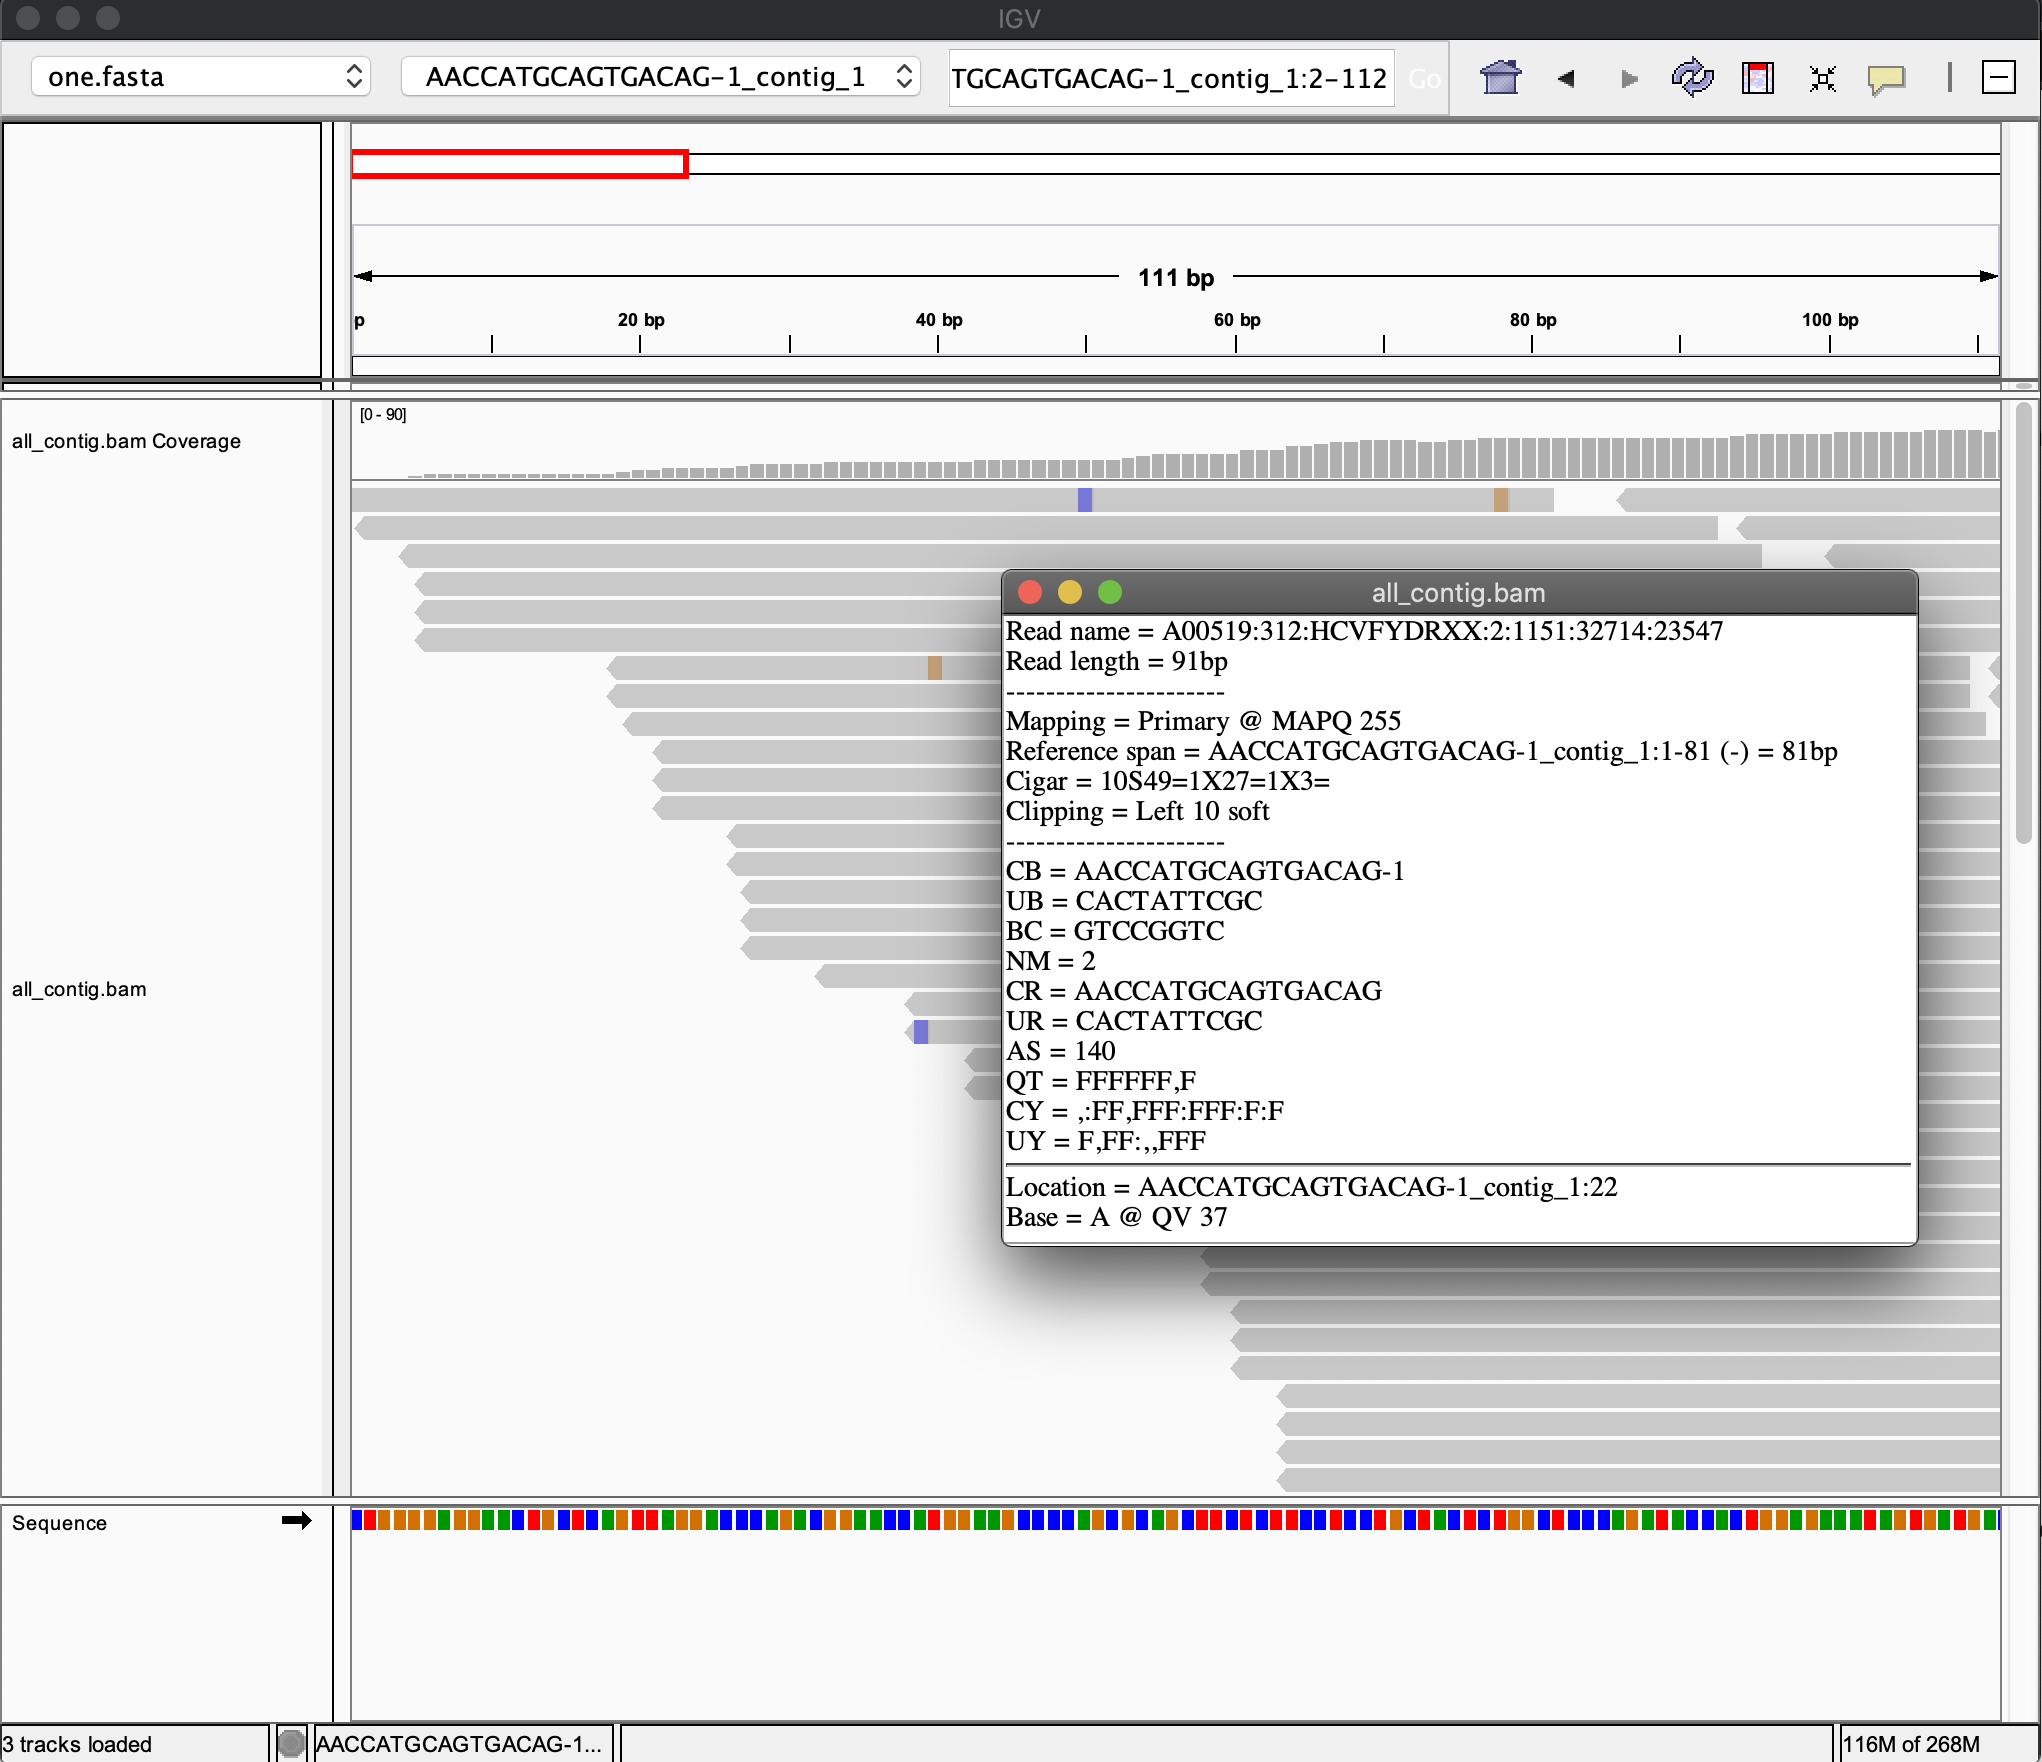 IGV
one.fasta
AACCATGCAGTGACAG-1_contig_1
TGCAGTGACAG-1_contig_1:2-112
Go
111 bp
p
20 bp
40 bp
60 bp
80 bp
100 bp
[0 - 90]
all_contig.bam Coverage
all_contig.bam
Read name = A00519:312:HCVFYDRXX:2:1151:32714:23547
Read length = 91bp
----------------------
Mapping = Primary @ MAPQ 255
Reference span = AACCATGCAGTGACAG-1_contig_1:1-81 (-) = 81bp
Cigar = 10S49=1X27=1X3=
Clipping = Left 10 soft
----------------------
CB = AACCATGCAGTGACAG-1
UB = CACTATTCGC
BC = GTCCGGTC
NM = 2
CR = AACCATGCAGTGACAG
UR = CACTATTCGC
AS = 140
QT = FFFFFF,F
CY = ,:FF,FFF:FFF:F:F
UY = F,FF:,,FFF
Location = AACCATGCAGTGACAG-1_contig_1:22
Base = A @ QV 37
all_contig.bam
Sequence
3 tracks loaded
AACCATGCAGTGACAG-1...
116M of 268M